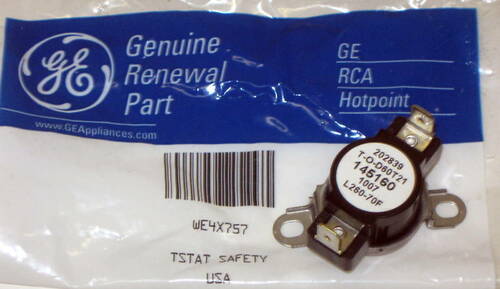 GE
Genuine
Renewal
Part
www.GEAppliances.com
GE
RCA
Hotpoint
WE4X757
TSTAT SAFETY
USA
202839
T-O-D60T21
145160
1007
L260-70F